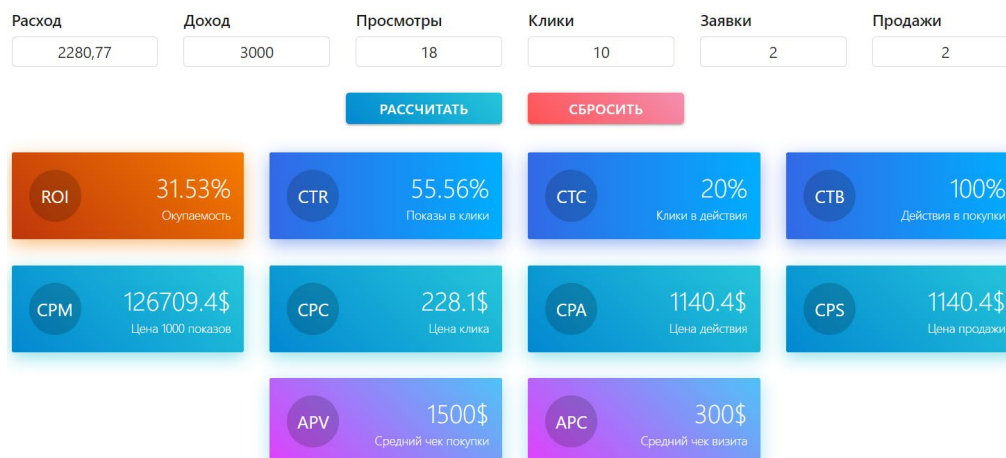 Расход Доход Просмотры Клики Заявки Продажи
2280,77 3000 18 10 2 2
РАССЧИТАТЬ СБРОСИТЬ
ROI 31.53% Окупаемость
CTR 55.56% Показы в клики
CTC 20% Клики в действия
CTB 100% Действия в покупки
CPM 126709.4$ Цена 1000 показов
CPC 228.1$ Цена клика
CPA 1140.4$ Цена действия
CPS 1140.4$ Цена продажи
APV 1500$ Средний чек покупки
APC 300$ Средний чек визита